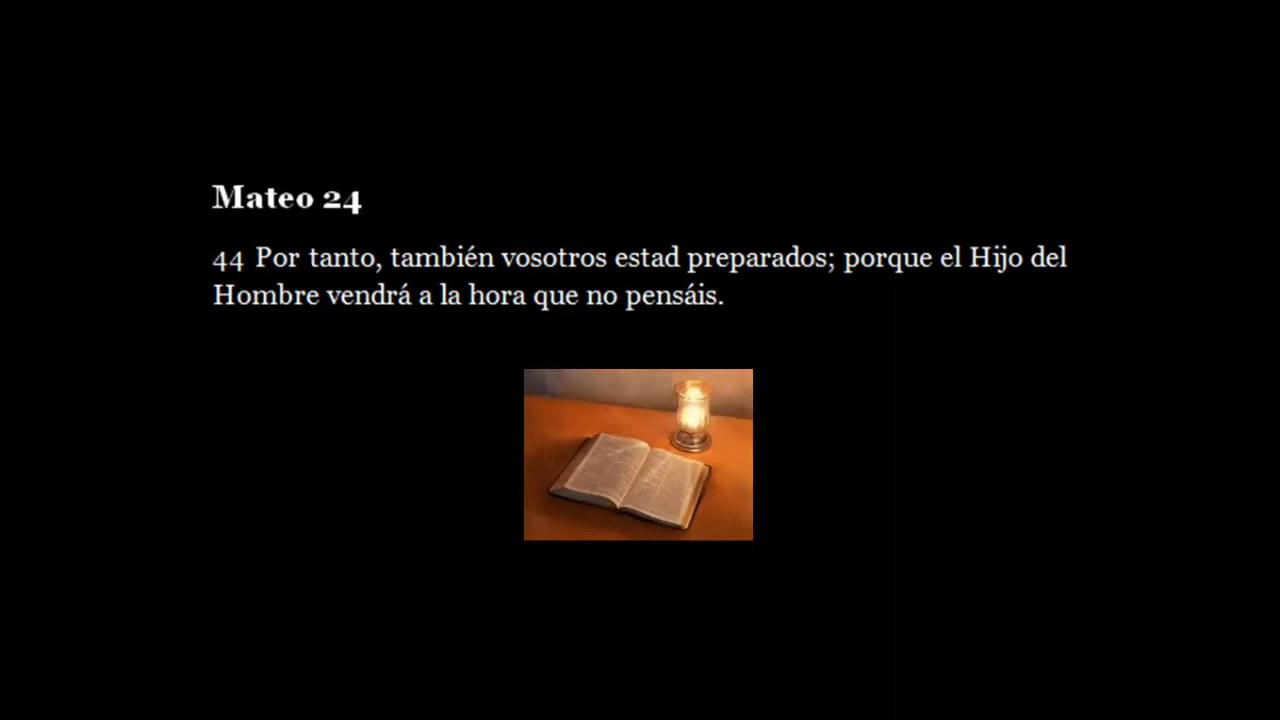 Mateo 24
44 Por tanto, también vosotros estad preparados; porque el Hijo del
Hombre vendrá a la hora que no pensáis.